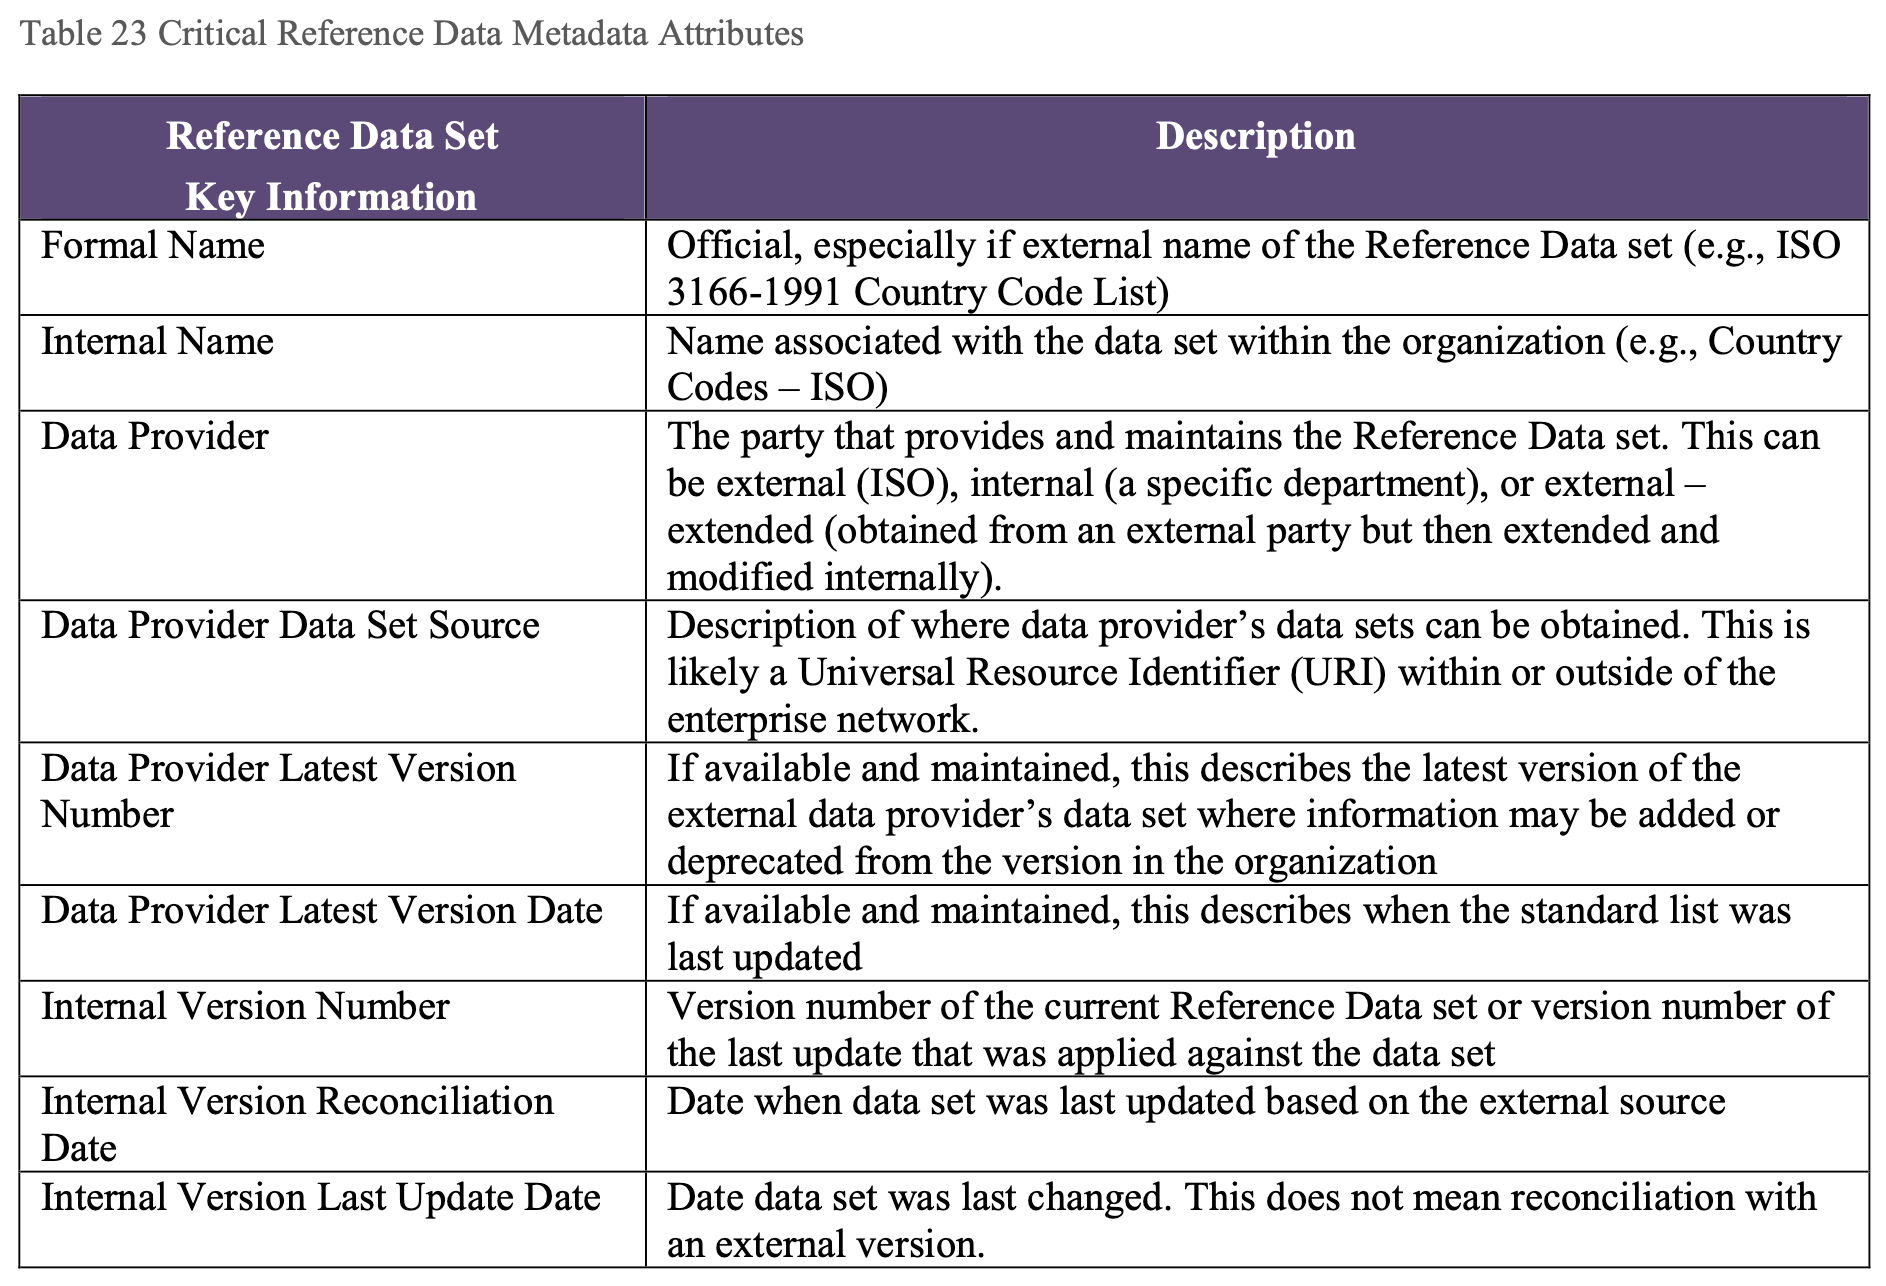 Table 23 Critical Reference Data Metadata Attributes
Reference Data Set
Key Information
Description
Formal Name
Official, especially if external name of the Reference Data set (e.g., ISO
3166-1991 Country Code List)
Internal Name
Name associated with the data set within the organization (e.g., Country
Codes – ISO)
Data Provider
The party that provides and maintains the Reference Data set. This can
be external (ISO), internal (a specific department), or external –
extended (obtained from an external party but then extended and
modified internally).
Data Provider Data Set Source
Description of where data provider’s data sets can be obtained. This is
likely a Universal Resource Identifier (URI) within or outside of the
enterprise network.
Data Provider Latest Version
Number
If available and maintained, this describes the latest version of the
external data provider’s data set where information may be added or
deprecated from the version in the organization
Data Provider Latest Version Date
If available and maintained, this describes when the standard list was
last updated
Internal Version Number
Version number of the current Reference Data set or version number of
the last update that was applied against the data set
Internal Version Reconciliation
Date
Date when data set was last updated based on the external source
Internal Version Last Update Date
Date data set was last changed. This does not mean reconciliation with
an external version.